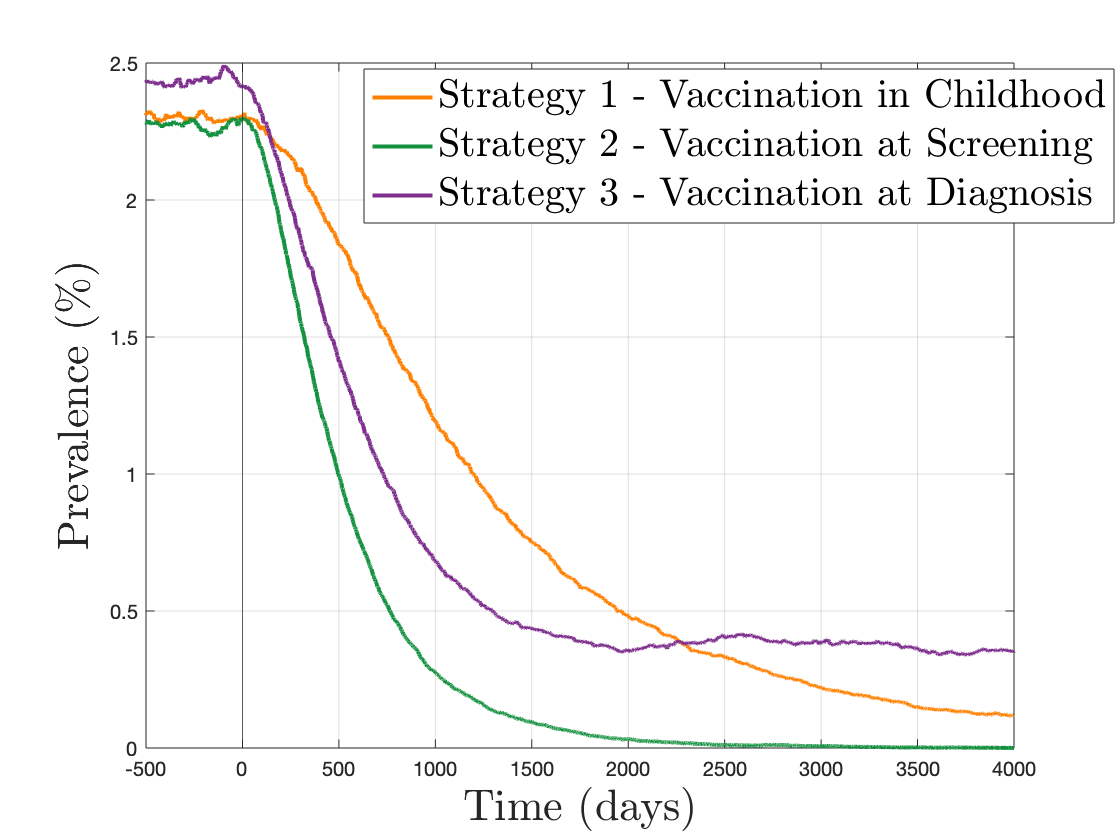 Strategy 1 - Vaccination in Childhood
Strategy 2 - Vaccination at Screening
Strategy 3 - Vaccination at Diagnosis
2.5
2
1.5
1
0.5
0
Prevalence (%)
-500 0 500 1000 1500 2000 2500 3000 3500 4000
Time (days)